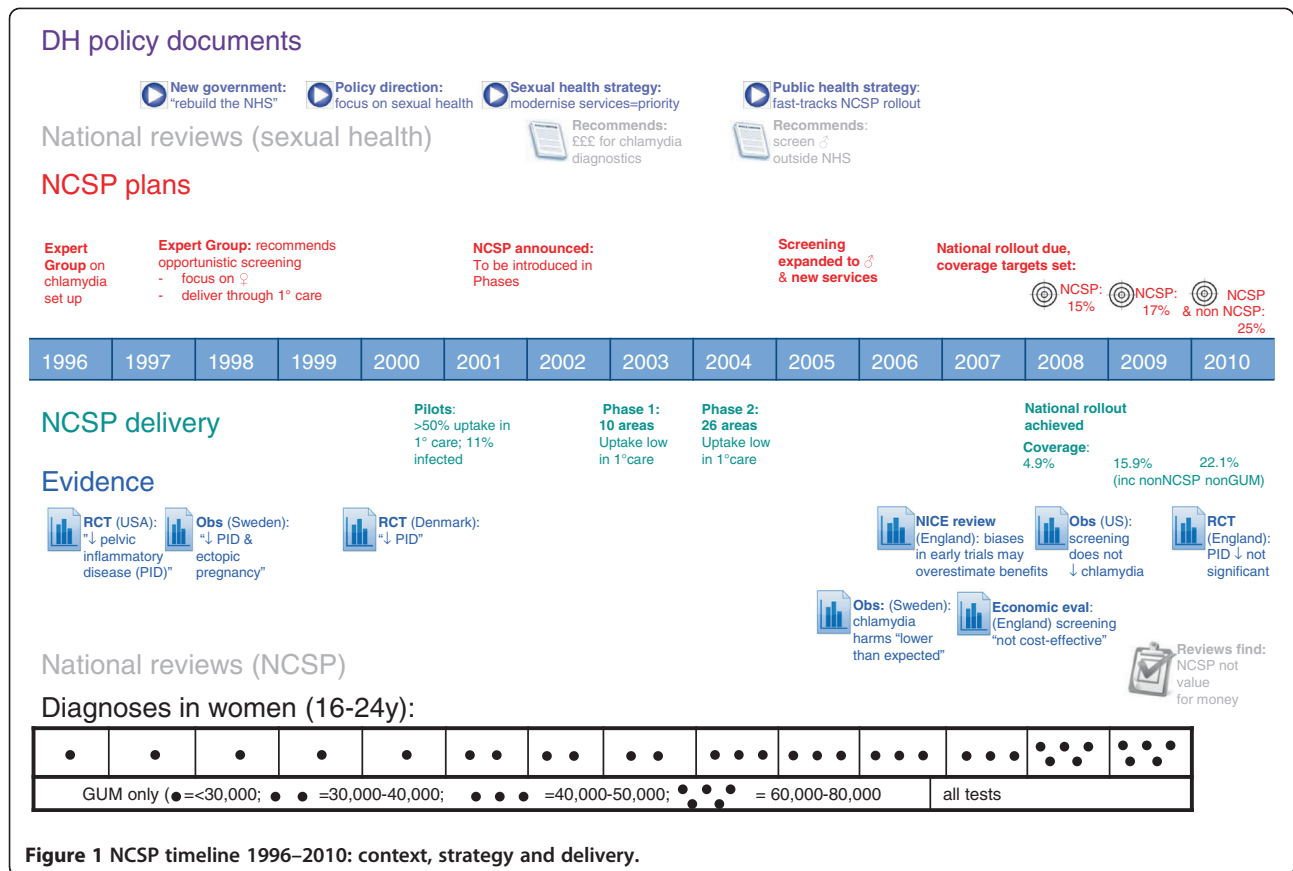 DH policy documents
New government:
"rebuild the NHS"
Policy direction:
focus on sexual health
Sexual health strategy:
modernise services=priority
Public health strategy:
fast-tracks NCSP rollout
National reviews (sexual health)
Recommends:
£££ for chlamydia
diagnostics
Recommends:
screen ♂
outside NHS
NCSP plans
Expert
Group on
chlamydia
set up
Expert Group: recommends
opportunistic screening
- focus on ♀
- deliver through 1° care
NCSP announced:
To be introduced in
Phases
Screening
expanded to ♂
& new services
National rollout due,
coverage targets set:
NCSP:
15%
NCSP:
17%
NCSP
& non NCSP:
25%
1996 1997 1998 1999 2000 2001 2002 2003 2004 2005 2006 2007 2008 2009 2010
NCSP delivery
Pilots:
>50% uptake in
1° care; 11%
infected
Phase 1:
10 areas
Uptake low
in 1°care
Phase 2:
26 areas
Uptake low
in 1°care
National rollout
achieved
Coverage:
4.9% 15.9% 22.1%
(inc nonNCSP nonGUM)
Evidence
RCT (USA):
"↓ pelvic
inflammatory
disease (PID)"
Obs (Sweden):
"↓ PID &
ectopic
pregnancy"
RCT (Denmark):
"↓ PID"
NICE review
(England): biases
in early trials may
overestimate benefits
Obs (US):
screening
does not
↓ chlamydia
RCT
(England):
PID ↓ not
significant
Obs: (Sweden):
chlamydia
harms "lower
than expected"
Economic eval:
(England) screening
"not cost-effective"
National reviews (NCSP)
Reviews find:
NCSP not
value
for money
Diagnoses in women (16-24y):
GUM only (●=<30,000; ● ● =30,000-40,000; ● ● ● =40,000-50,000; ● ● ● ● ● = 60,000-80,000 all tests
Figure 1 NCSP timeline 1996–2010: context, strategy and delivery.